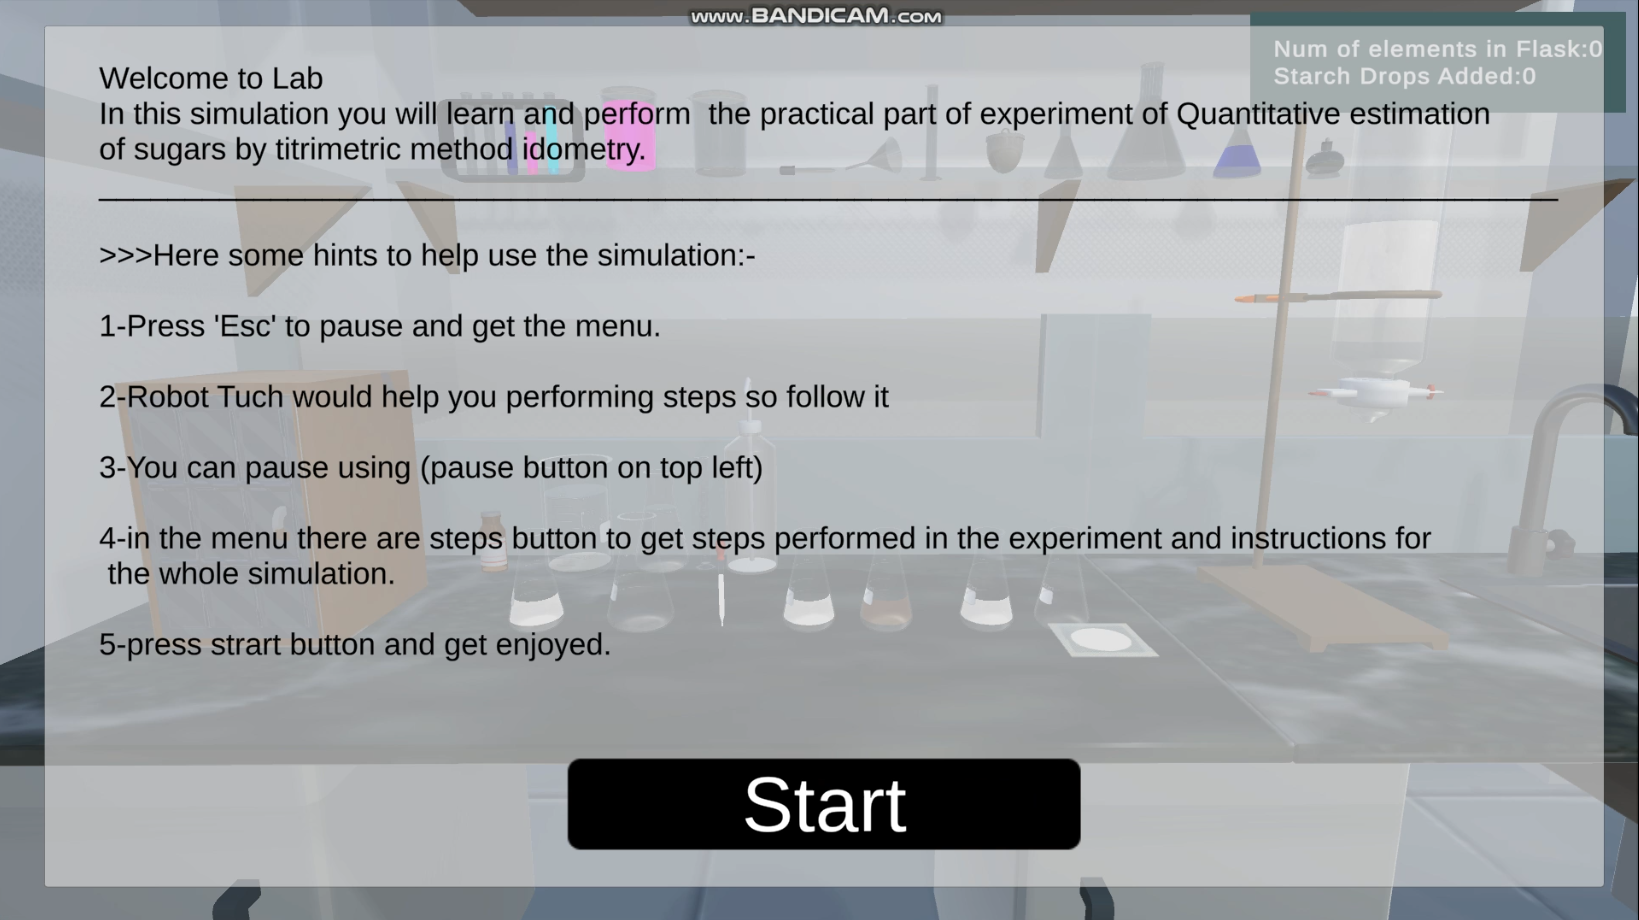 www.BANDICAM.com
Num of elements in Flask:0
Starch Drops Added:0
Welcome to Lab
In this simulation you will learn and perform  the practical part of experiment of Quantitative estimation
of sugars by titrimetric method idometry.
>>>Here some hints to help use the simulation:-
1-Press 'Esc' to pause and get the menu.
2-Robot Tuch would help you performing steps so follow it
3-You can pause using (pause button on top left)
4-in the menu there are steps button to get steps performed in the experiment and instructions for
the whole simulation.
5-press strart button and get enjoyed.
Start